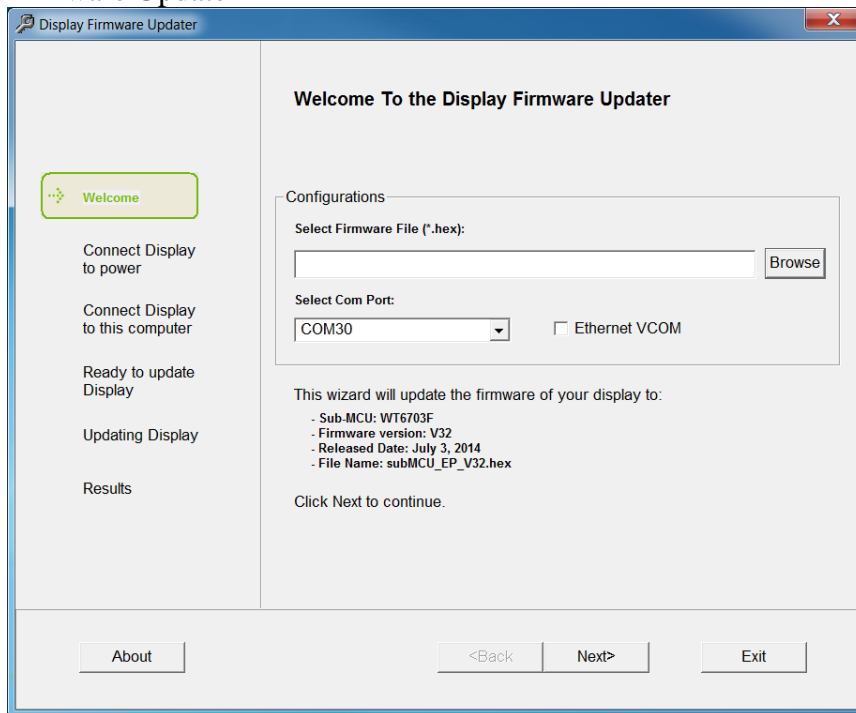 Display Firmware Updater
Welcome To the Display Firmware Updater
Welcome
Connect Display
to power
Connect Display
to this computer
Ready to update
Display
Updating Display
Results
Configurations
Select Firmware File (*.hex):
Browse
Select Com Port:
COM30
Ethernet VCOM
This wizard will update the firmware of your display to:
- Sub-MCU: WT6703F
- Firmware version: V32
- Released Date: July 3, 2014
- File Name: subMCU_EP_V32.hex
Click Next to continue.
About
<Back
Next>
Exit